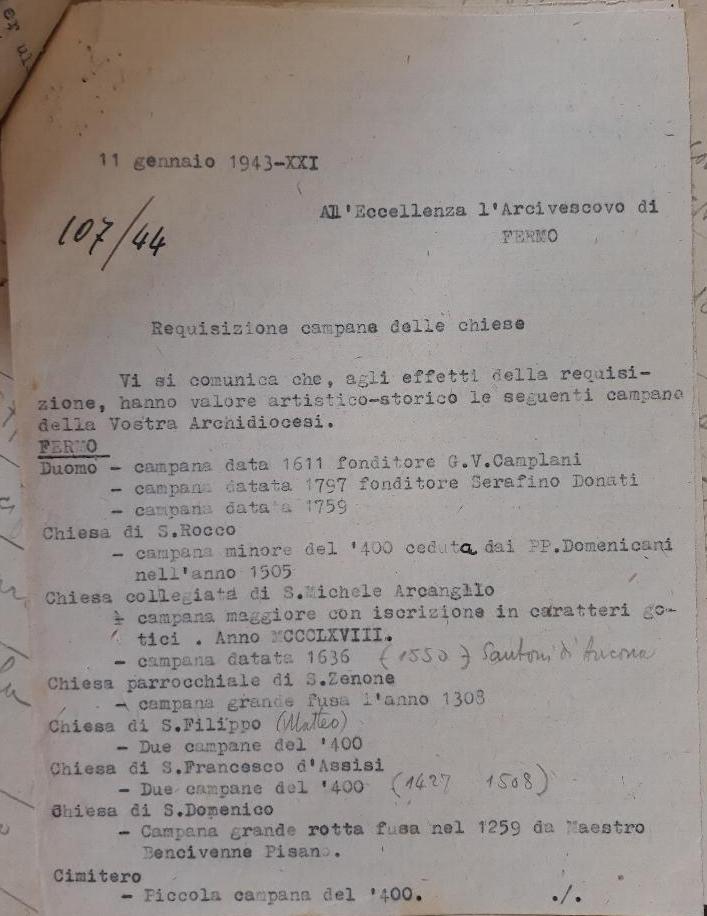 11 gennaio 1943-XXI
107/44
All'Eccellenza l'Arcivescovo di
FERMO
Requisizione campane delle chiese
Vi si comunica che, agli effetti della requisi-
zione, hanno valore artistico-storico le seguenti campane
della Vostra Archidiocesi.
FERMO
Duomo - campana data 1611 fonditore G.V.Camplani
- campana datata 1797 fonditore Serafino Donati
- campana datata 1759
Chiesa di S.Rocco
- campana minore del '400 ceduta dai PP.Domenicani
nell'anno 1505
Chiesa collegiata di S.Michele Arcangllo
- campana maggiore con iscrizione in caratteri go-
tici . Anno MCCCLXVIII.
- campana datata 1636 (1550) Santoni d'Ancona
Chiesa parrocchiale di S.Zenone
- campana grande fusa l'anno 1308
Chiesa di S.Filippo (Matteo)
- Due campane del '400
Chiesa di S.Francesco d'Assisi
- Due campane del '400 (1427 1508)
Chiesa di S.Domenico
- Campana grande rotta fusa nel 1259 da Maestro
Bencivenne Pisano.
Cimitero
- Piccola campana del '400. ./.